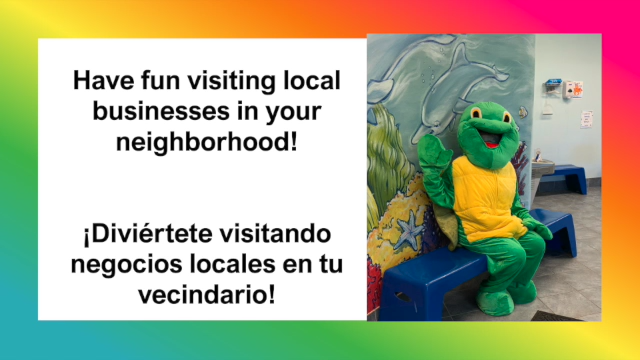 Have fun visiting local
businesses in your
neighborhood!
¡Diviértete visitando
negocios locales en tu
vecindario!